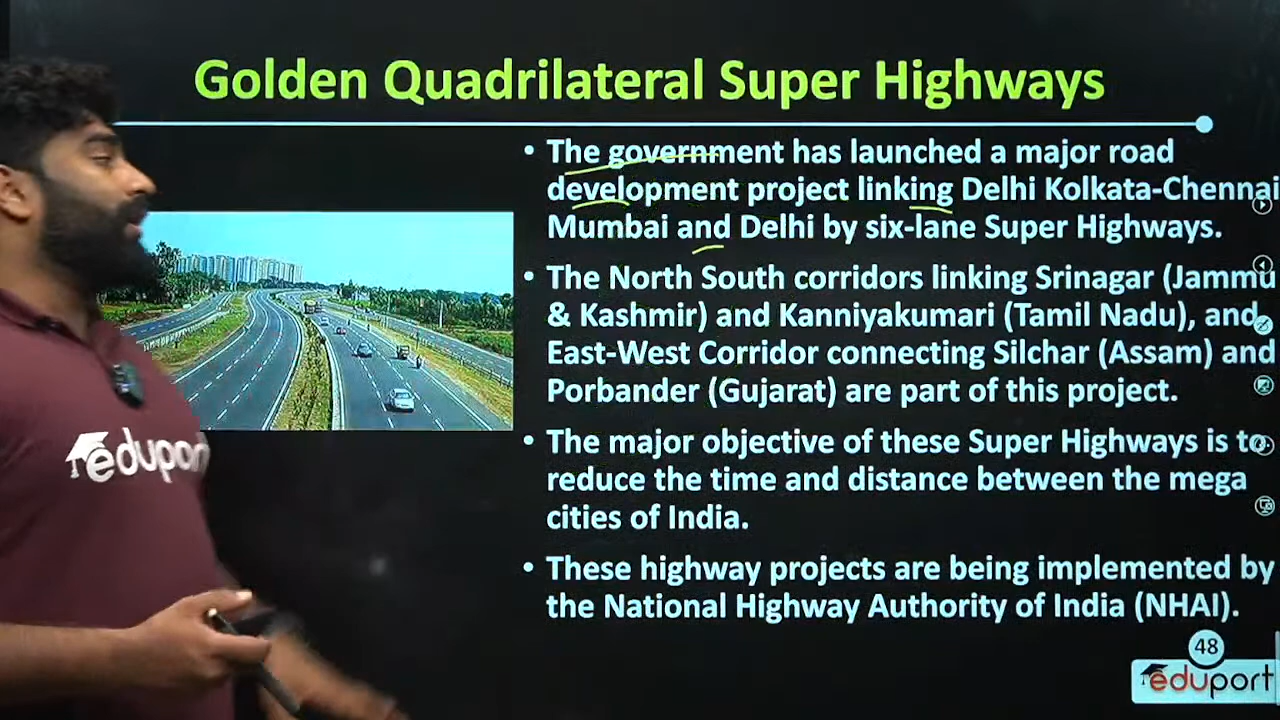 Golden Quadrilateral Super Highways
• The government has launched a major road
development project linking Delhi Kolkata-Chennai
Mumbai and Delhi by six-lane Super Highways.
• The North South corridors linking Srinagar (Jammu
& Kashmir) and Kanniyakumari (Tamil Nadu), and
East-West Corridor connecting Silchar (Assam) and
Porbander (Gujarat) are part of this project.
• The major objective of these Super Highways is to
reduce the time and distance between the mega
cities of India.
• These highway projects are being implemented by
the National Highway Authority of India (NHAI).
eduport
48
eduport